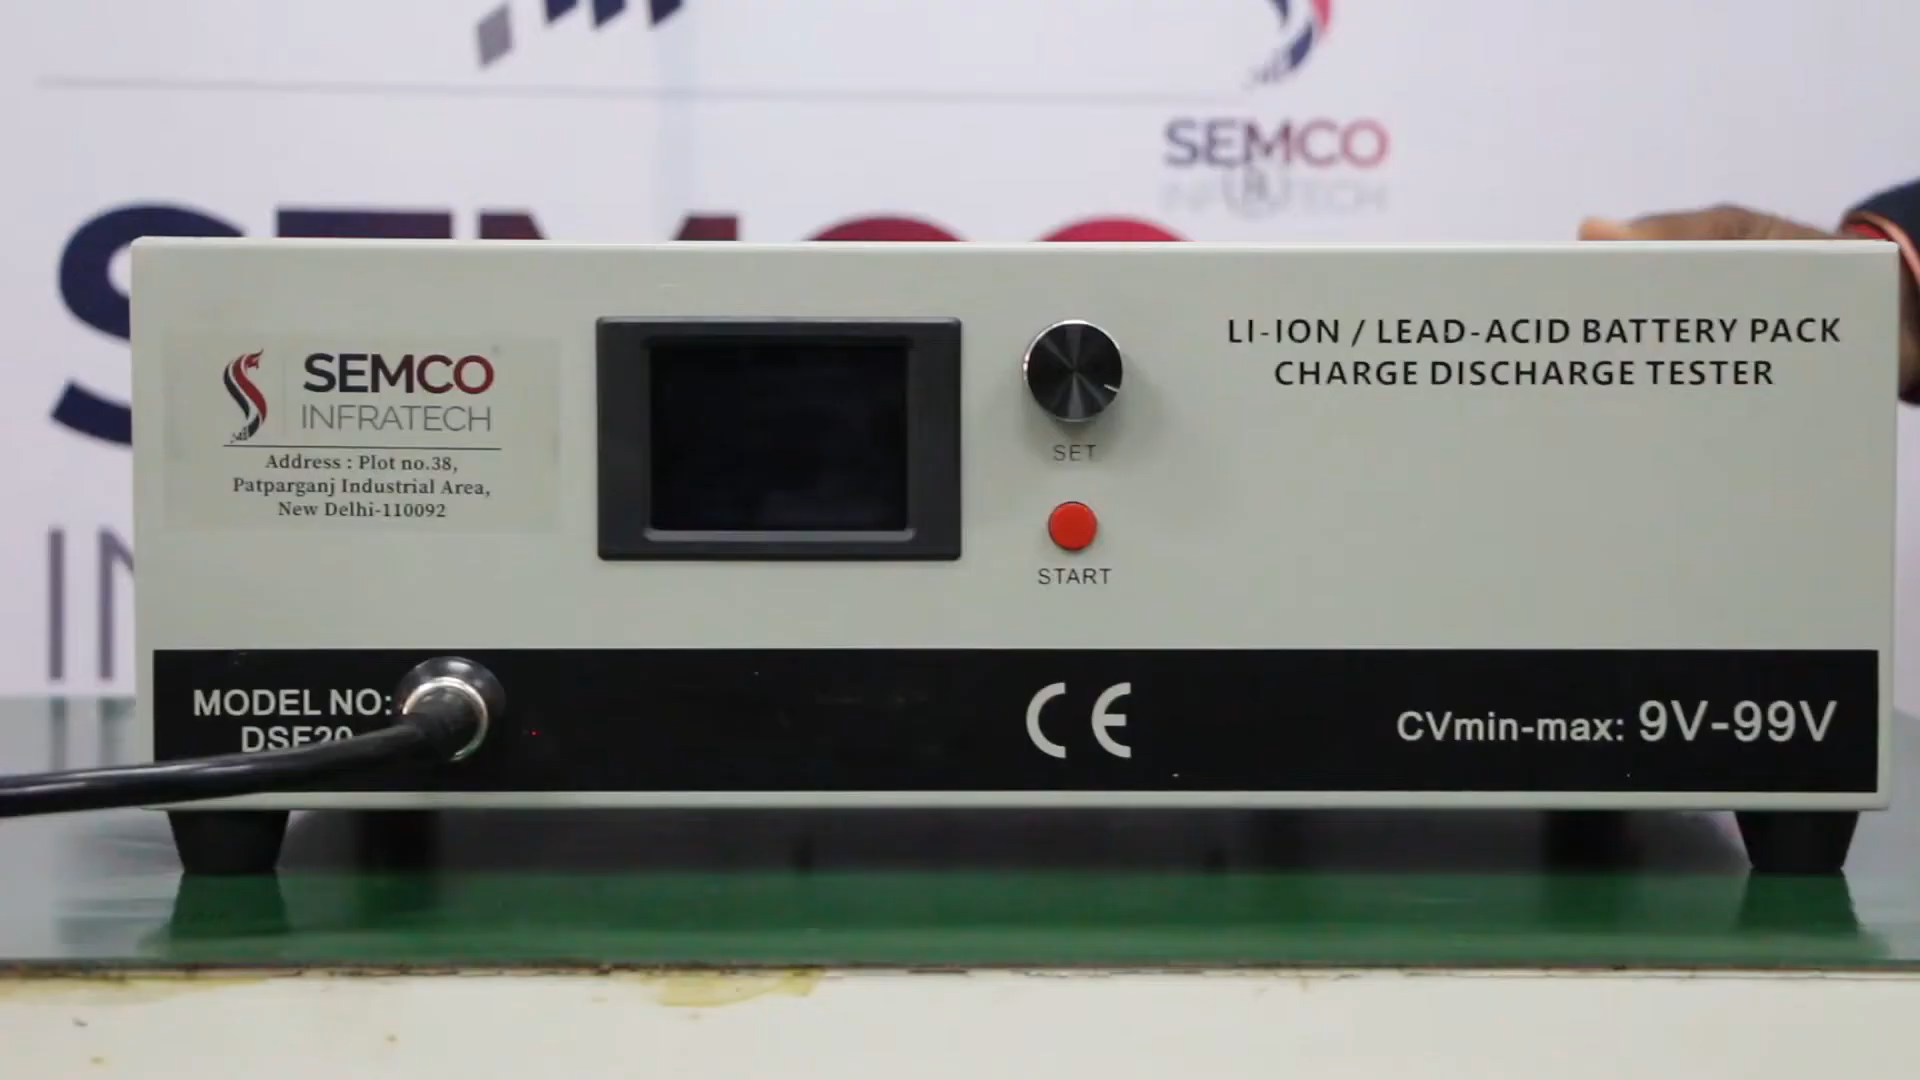 SEMCO
INFRATECH
SEMCO
INFRATECH
Address : Plot no.38,
Patparganj Industrial Area,
New Delhi-110092
SET
START
LI-ION / LEAD-ACID BATTERY PACK
CHARGE DISCHARGE TESTER
MODEL NO:
CE
CVmin-max: 9V-99V